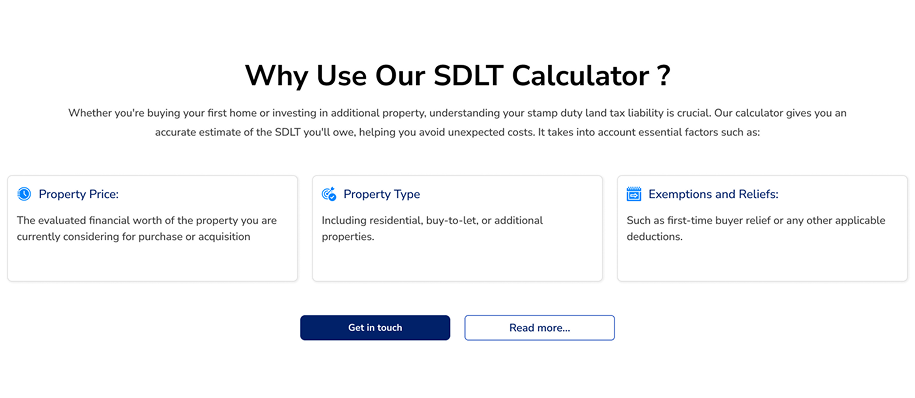 Why Use Our SDLT Calculator ?
Whether you're buying your first home or investing in additional property, understanding your stamp duty land tax liability is crucial. Our calculator gives you an
accurate estimate of the SDLT you'll owe, helping you avoid unexpected costs. It takes into account essential factors such as:
Property Price:
The evaluated financial worth of the property you are
currently considering for purchase or acquisition
Property Type
Including residential, buy-to-let, or additional
properties.
Exemptions and Reliefs:
Such as first-time buyer relief or any other applicable
deductions.
Get in touch
Read more...